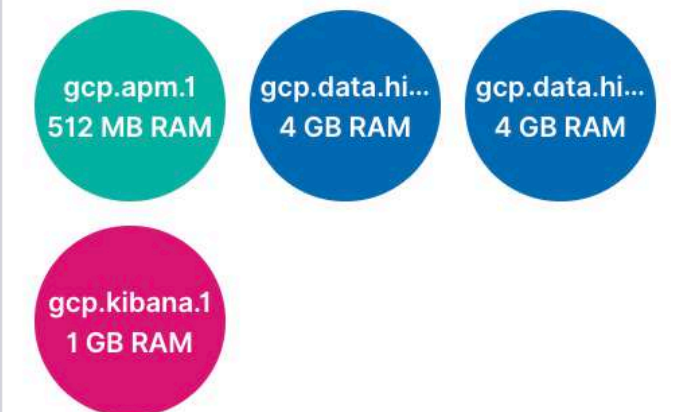 gcp.apm.1
512 MB RAM
gcp.data.hi...
4 GB RAM
gcp.data.hi...
4 GB RAM
gcp.kibana.1
1 GB RAM